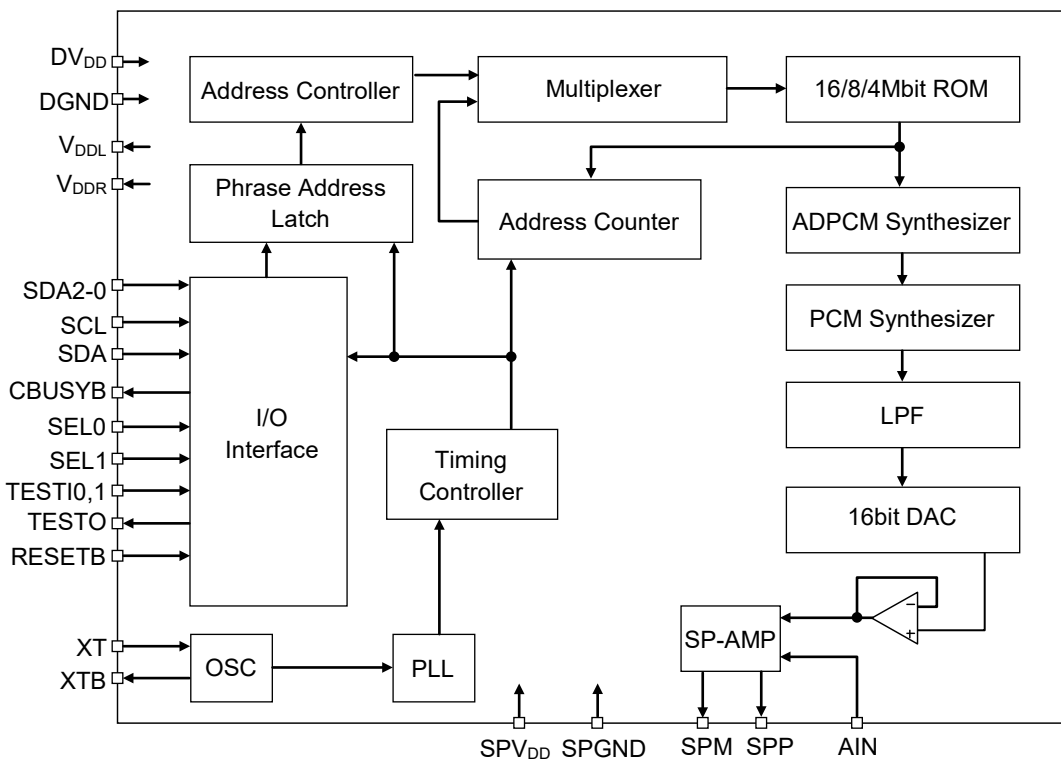 DVDD
DGND
VDDL
VDDR
SDA2-0
SCL
SDA
CBUSYB
SEL0
SEL1
TESTI0,1
TESTO
RESETB
XT
XTB
Address Controller
Phrase Address
Latch
I/O
Interface
OSC
PLL
Timing
Controller
Multiplexer
Address Counter
16/8/4Mbit ROM
ADPCM Synthesizer
PCM Synthesizer
LPF
16bit DAC
−
+
SP-AMP
SPVDD
SPGND
SPM
SPP
AIN